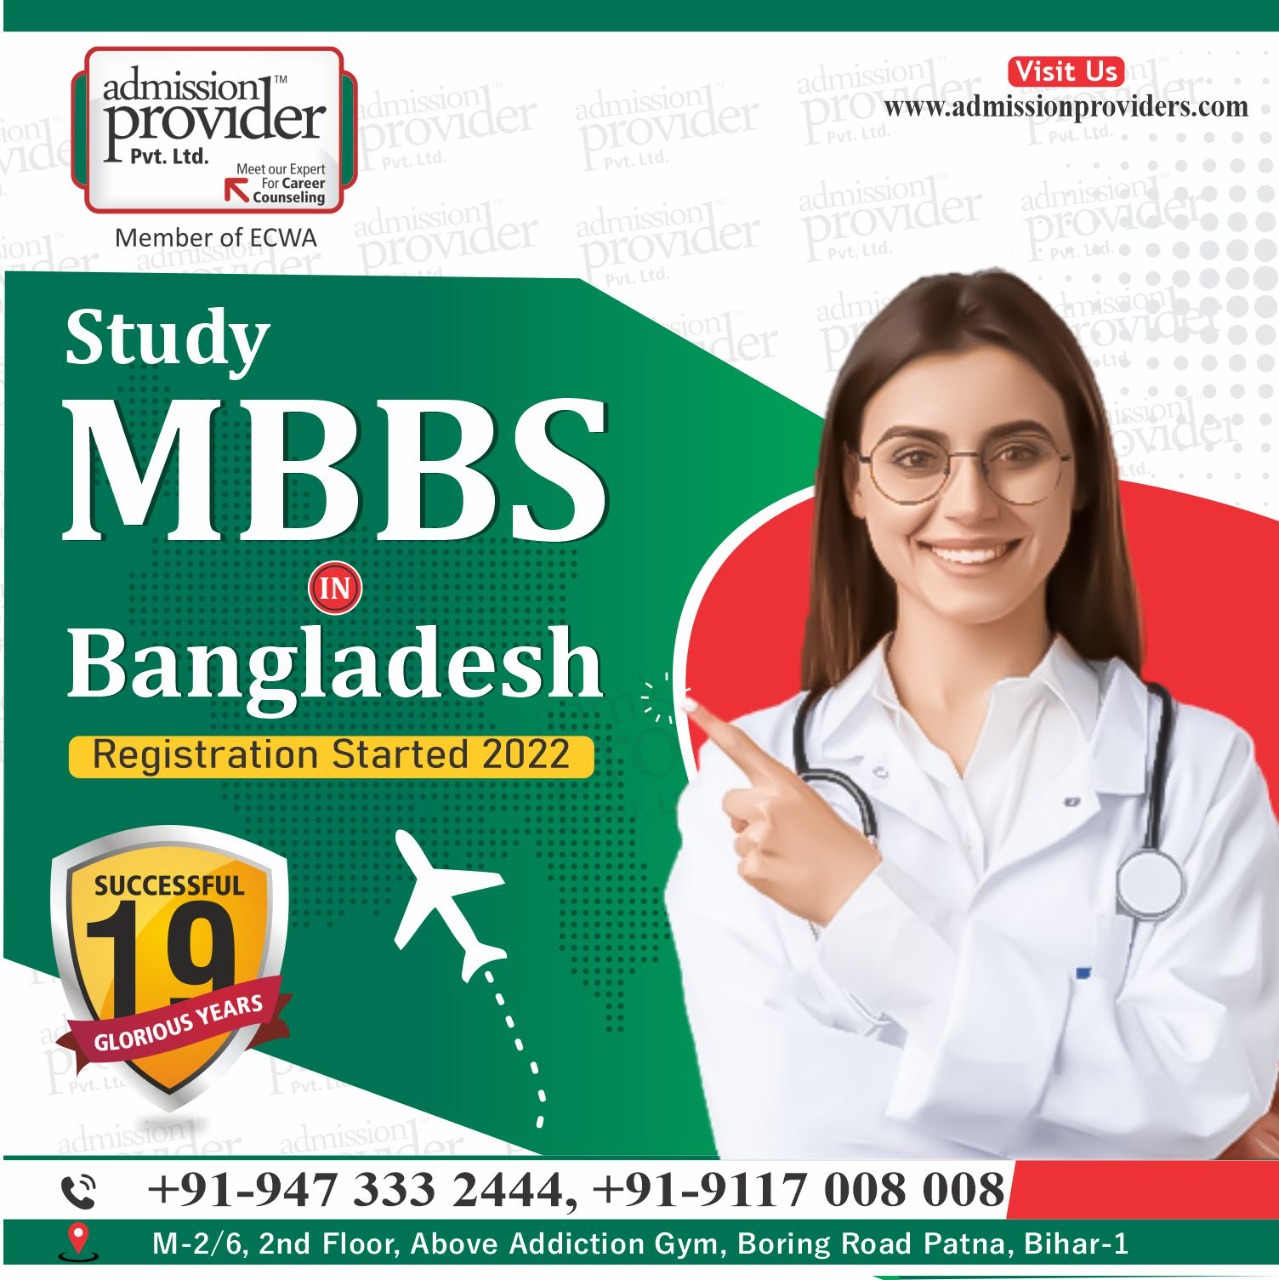 admission
provider
TM
Pvt. Ltd.
Meet our Expert
For Career
Counseling
Member of ECWA
Visit Us
www.admissionproviders.com
Study
MBBS
IN
Bangladesh
Registration Started 2022
SUCCESSFUL
19
GLORIOUS YEARS
+91-947 333 2444, +91-9117 008 008
M-2/6, 2nd Floor, Above Addiction Gym, Boring Road Patna, Bihar-1